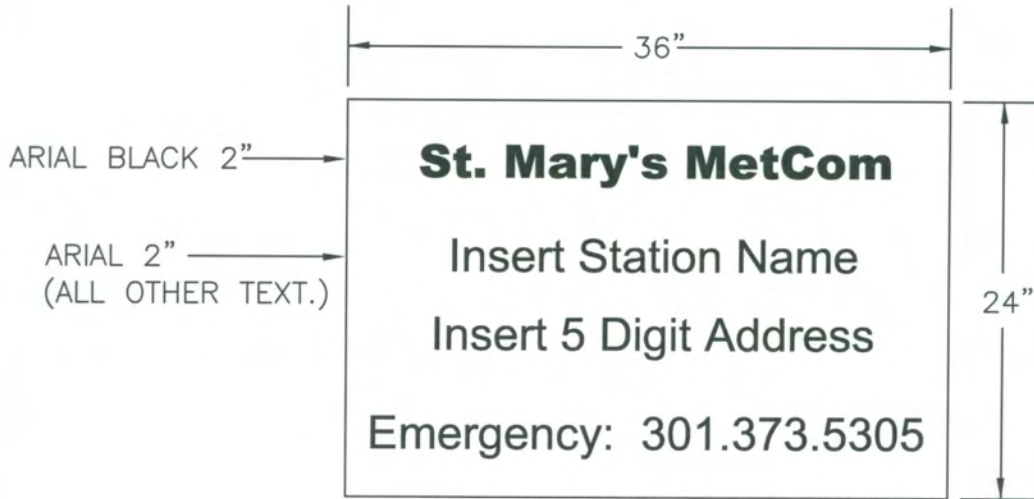 36"
ARIAL BLACK 2"
St. Mary's MetCom
ARIAL 2"
(ALL OTHER TEXT.)
Insert Station Name
24"
Insert 5 Digit Address
Emergency:  301.373.5305